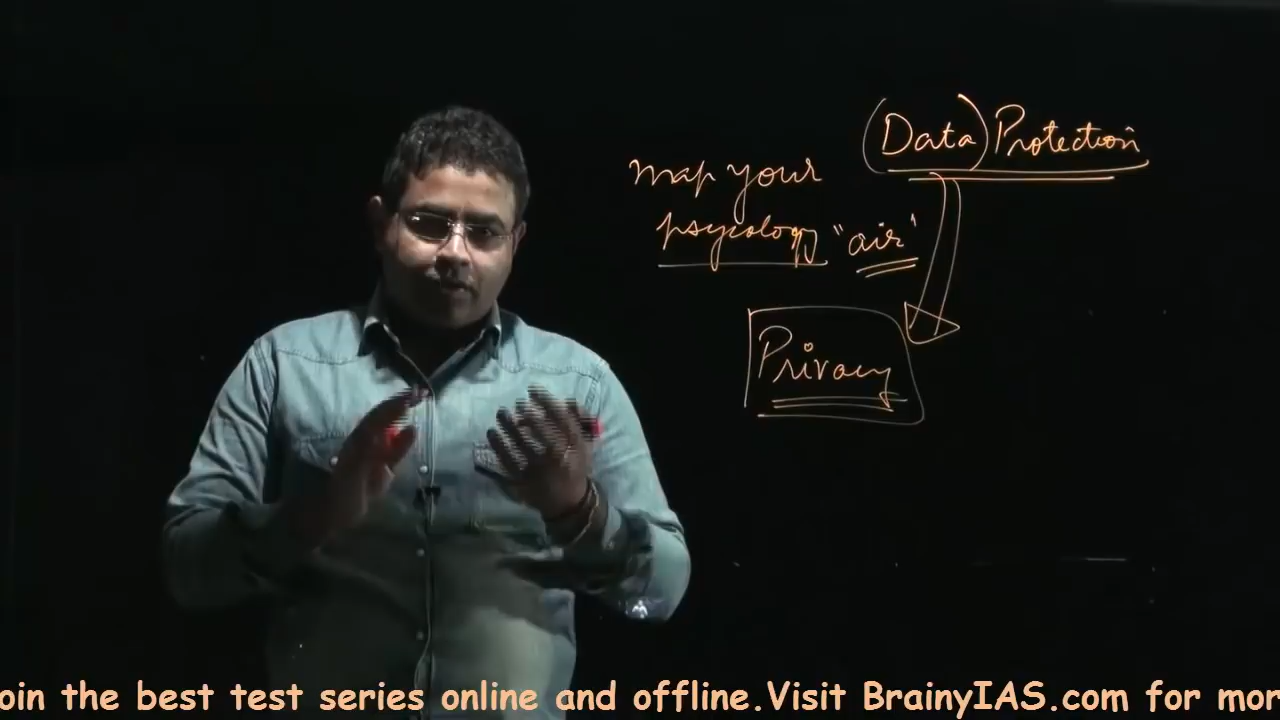 (Data) Protection
map your
psycology "air"
Privacy
oin the best test series online and offline.Visit BrainyIAS.com for mor